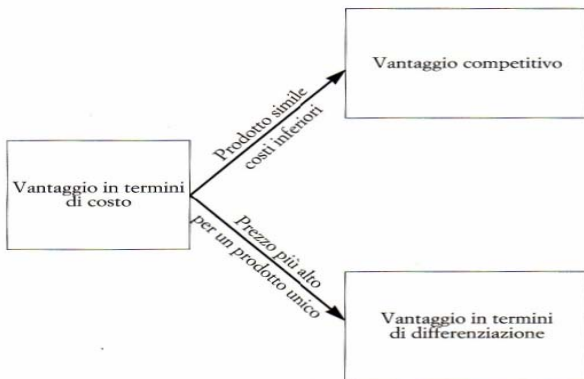 Vantaggio competitivo
Prodotto simile
costi inferiori
Vantaggio in termini
di costo
Prezzo più alto
per un prodotto unico
Vantaggio in termini
di differenziazione